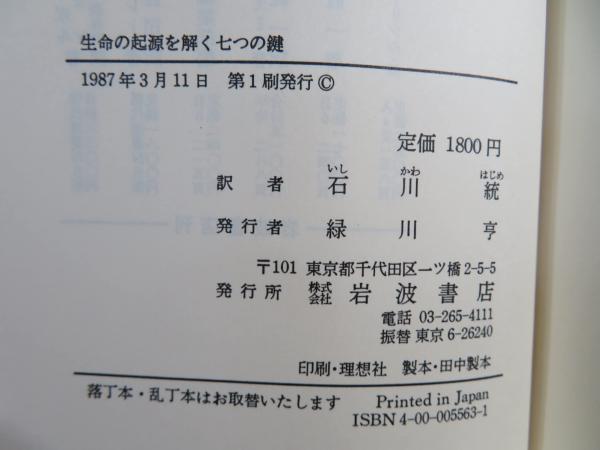 生命の起源を解く七つの鍵
1987年3月11日 第1刷発行©
定価 1800円
いし かわ はじめ
訳者 石川 統
発行者 緑川 亨
〒101 東京都千代田区一ツ橋2-5-5
発行所 株式会社 岩波書店
電話 03-265-4111
振替 東京 6-26240
印刷・理想社 製本・田中製本
落丁本・乱丁本はお取替いたします Printed in Japan
ISBN4-00-005563-1